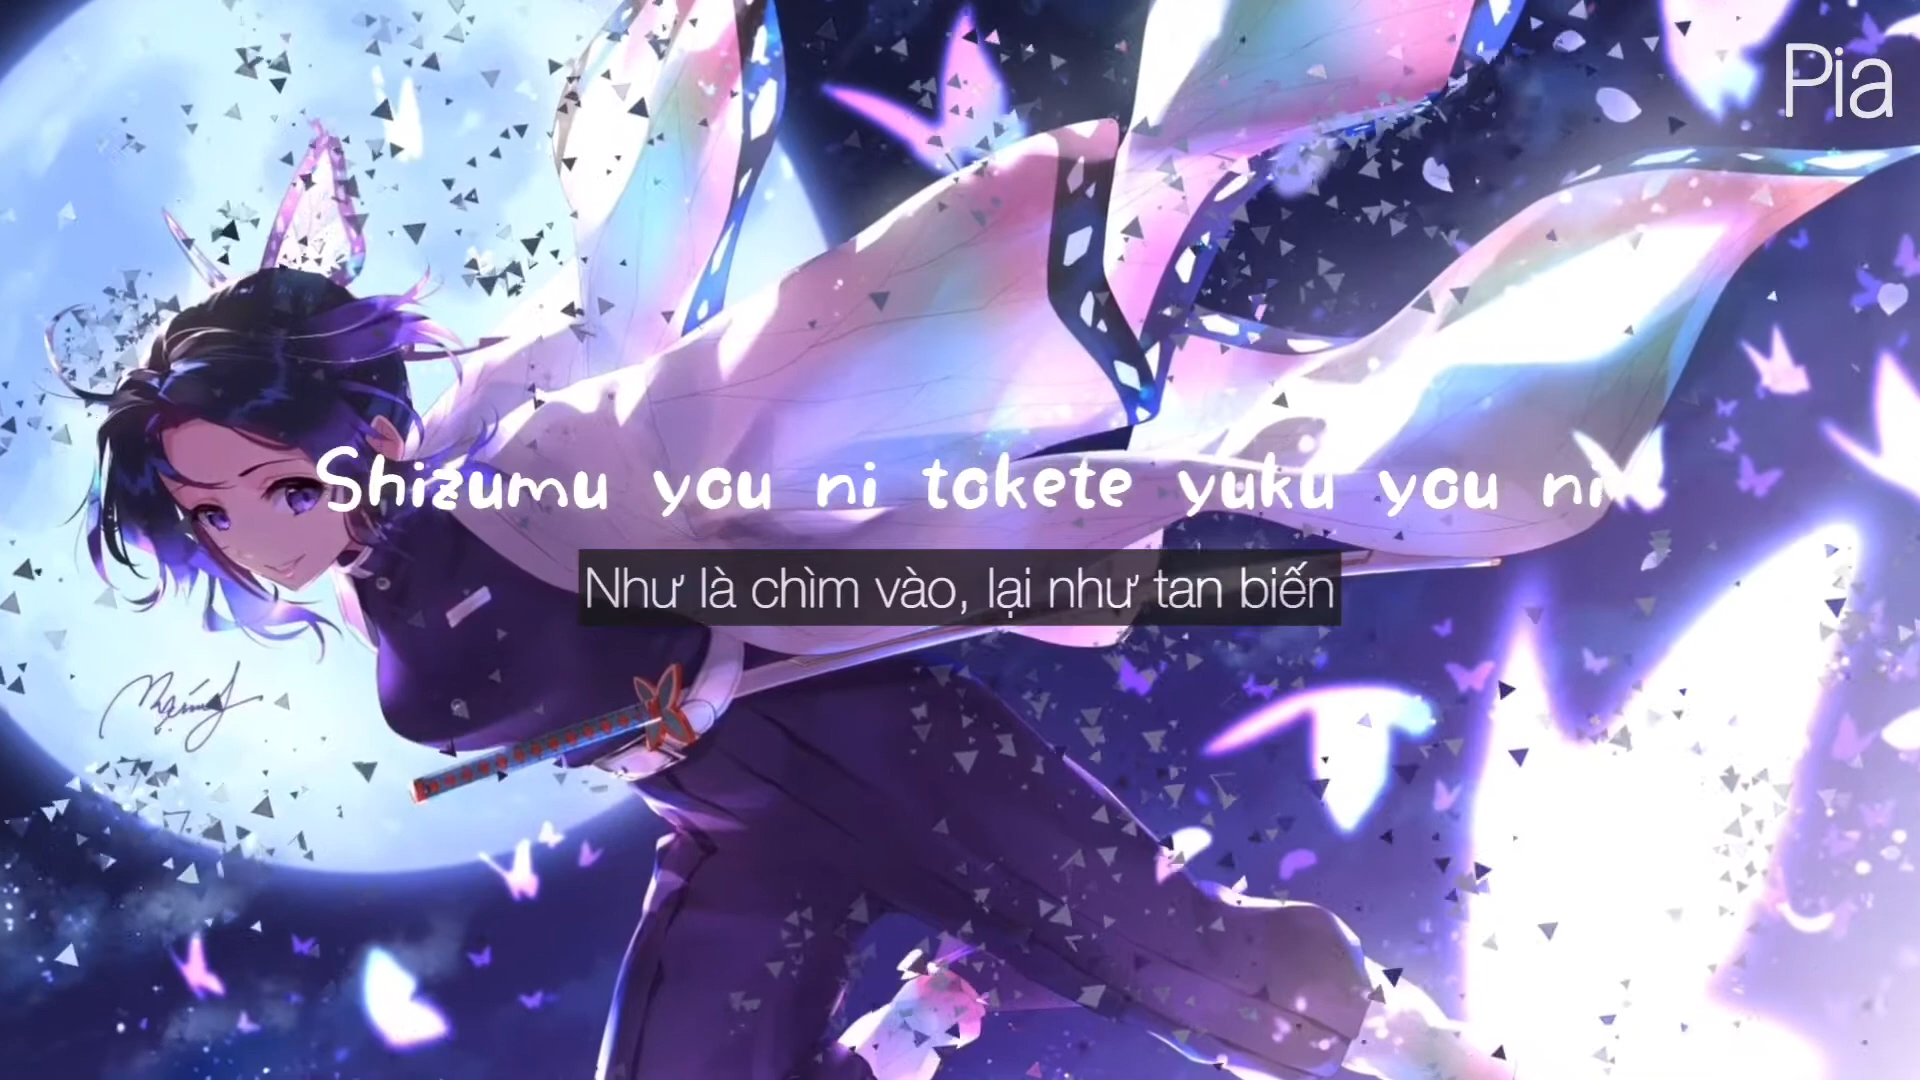 Pia
Shizumu you ni tokete yuku you ni
Như là chìm vào, lại như tan biến